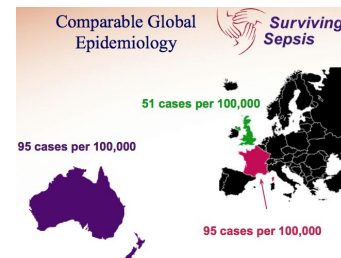 Comparable Global
Epidemiology
Surviving
Sepsis
51 cases per 100,000
95 cases per 100,000
95 cases per 100,000